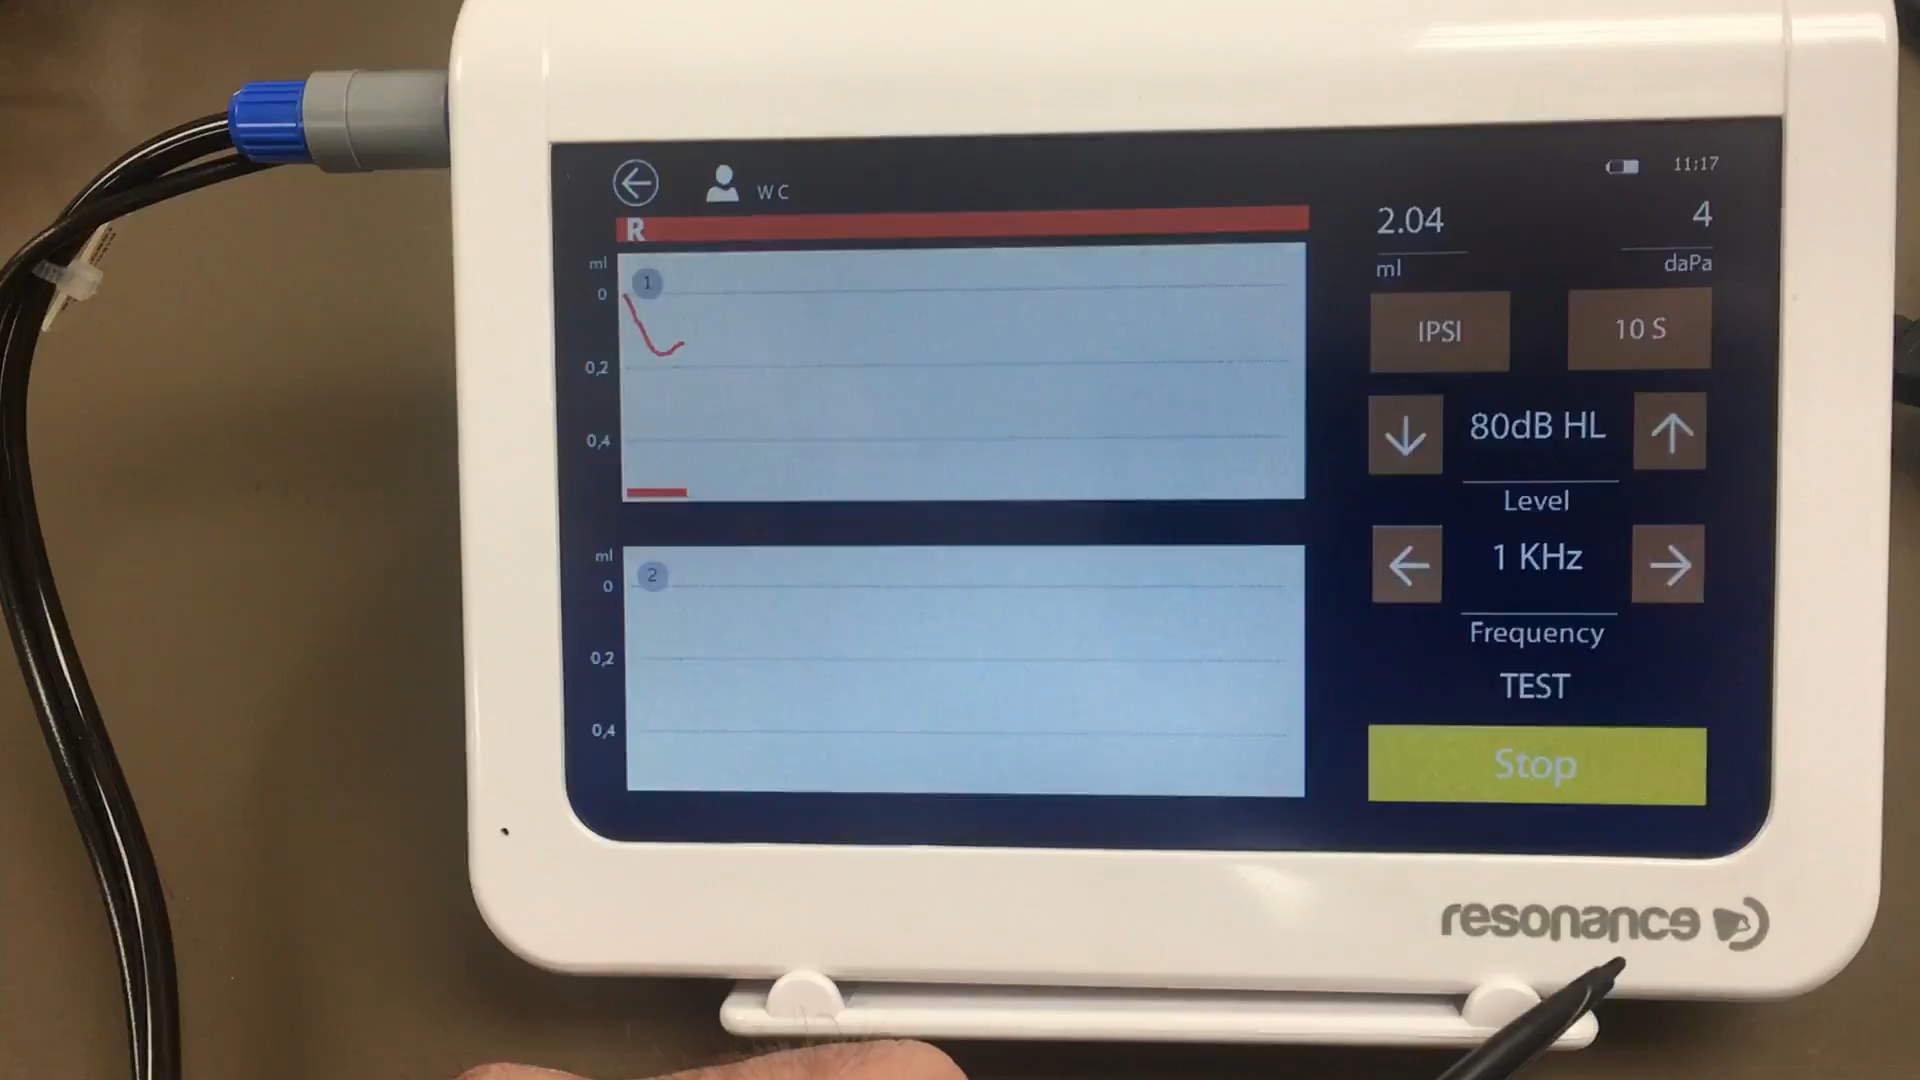 W C
11:17
R
2.04
4
ml
daPa
ml
0
1
0,2
0,4
IPSI
10 S
80dB HL
Level
ml
0
2
0,2
0,4
1 KHz
Frequency
TEST
Stop
resonance